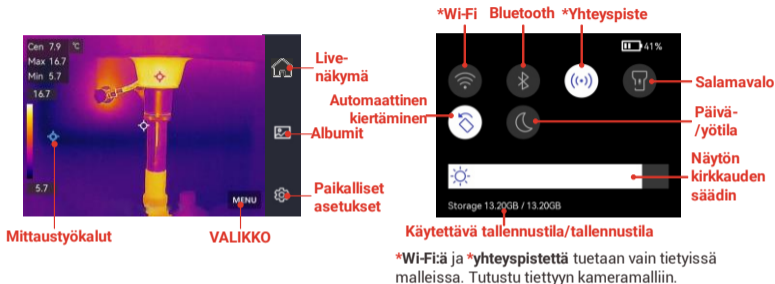 *Wi-Fi
Bluetooth
*Yhteyspiste
Cen 7.9 °C
Max 16.7
Min 5.7
16.7
5.7
MENU
Live-
näkymä
Albumit
Paikalliset
asetukset
Mittaustyökalut
VALIKKO
41%
Automaattinen
kiertäminen
Salamavalo
Päivä-
/yötila
Näytön
kirkkauden
säädin
Storage 13.20GB / 13.20GB
Käytettävä tallennustila/tallennustila
*Wi-Fi:ä ja *yhteyspistettä tuetaan vain tietyissä
malleissa. Tutustu tiettyyn kameramalliin.